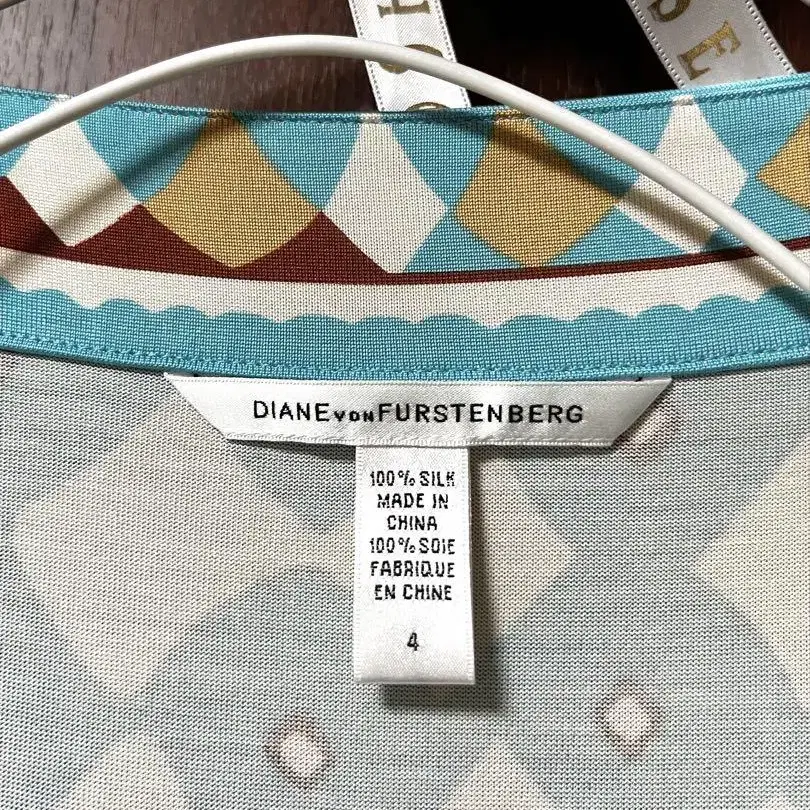 DIANE VON FURSTENBERG
100% SILK
MADE IN
CHINA
100% SOIE
FABRIQUE
EN CHINE
4